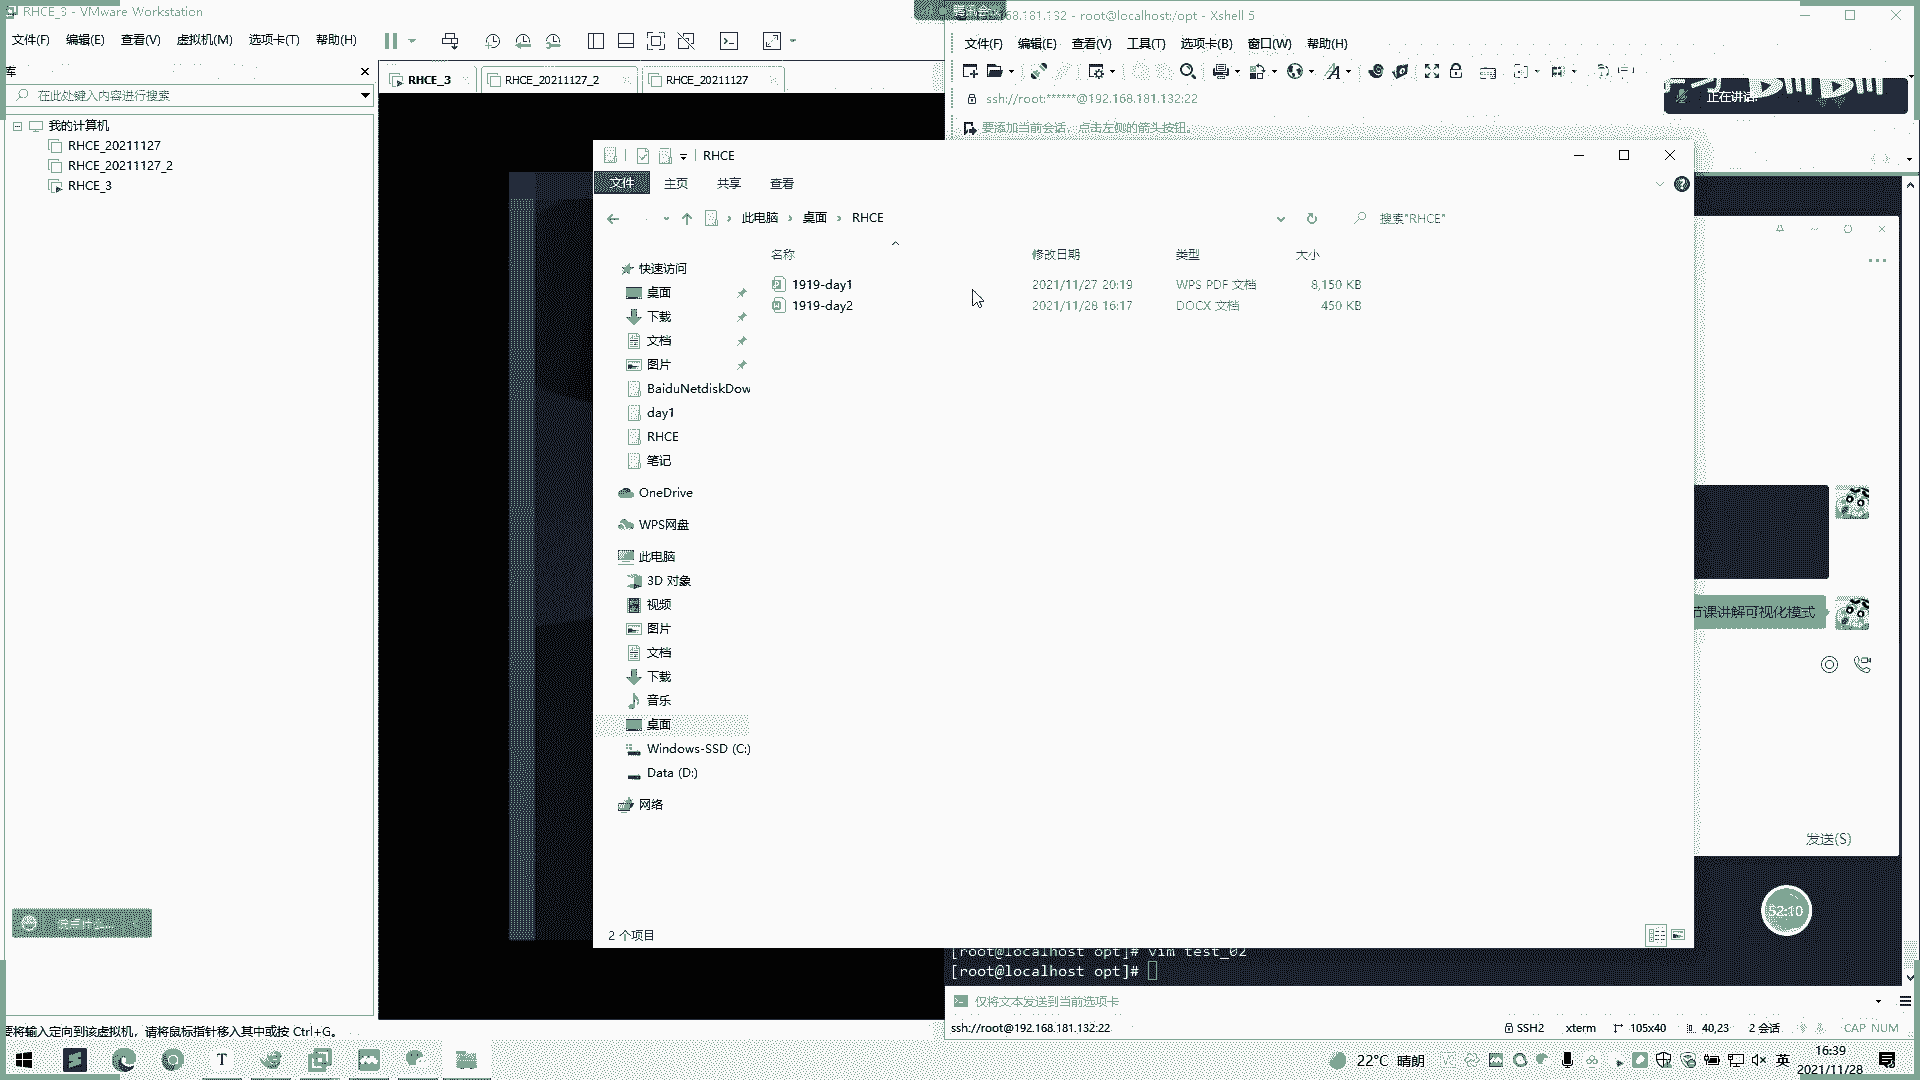 RHCE_3 - VMware Workstation
文件(F) 编辑(E) 查看(V) 虚拟机(M) 选项卡(T) 帮助(H)
库
在此处键入内容进行搜索
我的计算机
RHCE_20211127
RHCE_20211127_2
RHCE_3
RHCE_3 RHCE_20211127_2 RHCE_20211127
要将输入定向到该虚拟机，请将鼠标指针移入其中或按 Ctrl+G。
68.181.132 - root@localhost:/opt - Xshell 5
文件(F) 编辑(E) 查看(V) 工具(T) 选项卡(B) 窗口(W) 帮助(H)
ssh://root:******@192.168.181.132:22
要添加当前会话，点击左侧的箭头按钮。
正在讲话:
RHCE
文件 主页 共享 查看
此电脑 › 桌面 › RHCE
搜索"RHCE"
名称 修改日期 类型 大小
1919-day1 2021/11/27 20:19 WPS PDF 文档 8,150 KB
1919-day2 2021/11/28 16:17 DOCX 文档 450 KB
快速访问
桌面
下载
文档
图片
BaiduNetdiskDow
day1
RHCE
笔记
OneDrive
WPS网盘
此电脑
3D 对象
视频
图片
文档
下载
音乐
桌面
Windows-SSD (C:)
Data (D:)
网络
2 个项目
节课讲解可视化模式
发送(S)
52:10
[root@localhost opt]# vim test_02
[root@localhost opt]#
仅将文本发送到当前选项卡
ssh://root@192.168.181.132:22 SSH2 xterm 105x40 40,23 2 会话 CAP NUM
22°C 晴朗 英 16:39
2021/11/28